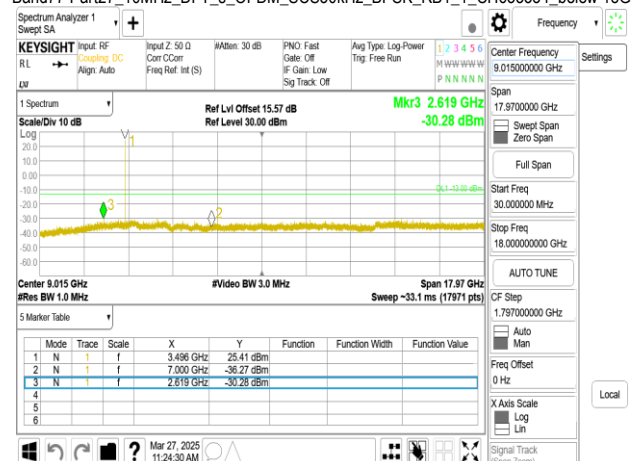 Spectrum Analyzer 1
Swept SA
Frequency
KEYSIGHT
RL
Input: RF
Coupling: DC
Align: Auto
Input Z: 50 Ω
Corr CCorr
Freq Ref: Int (S)
#Atten: 30 dB
PNO: Fast
Gate: Off
IF Gain: Low
Sig Track: Off
Avg Type: Log-Power
Trig: Free Run
1 2 3 4 5 6
M W W W W W
P N N N N N
Center Frequency
9.015000000 GHz
Settings
Span
17.9700000 GHz
Swept Span
Zero Span
Full Span
Start Freq
30.000000 MHz
Stop Freq
18.000000000 GHz
AUTO TUNE
CF Step
1.797000000 GHz
Auto
Man
Freq Offset
0 Hz
X Axis Scale
Log
Lin
Local
Signal Track
1 Spectrum
Scale/Div 10 dB
Ref Lvl Offset 15.57 dB
Ref Level 30.00 dBm
Mkr3 2.619 GHz
-30.28 dBm
Log
20.0
10.0
0.00
-10.0
-20.0
-30.0
-40.0
-50.0
-60.0
1
2
3
DL1 -13.00 dBm
Center 9.015 GHz
#Res BW 1.0 MHz
#Video BW 3.0 MHz
Span 17.97 GHz
Sweep ~33.1 ms (17971 pts)
5 Marker Table
Mode Trace Scale X Y Function Function Width Function Value
1 N 1 f 3.496 GHz 25.41 dBm
2 N 1 f 7.000 GHz -36.27 dBm
3 N 1 f 2.619 GHz -30.28 dBm
4
5
6
Mar 27, 2025
11:24:30 AM